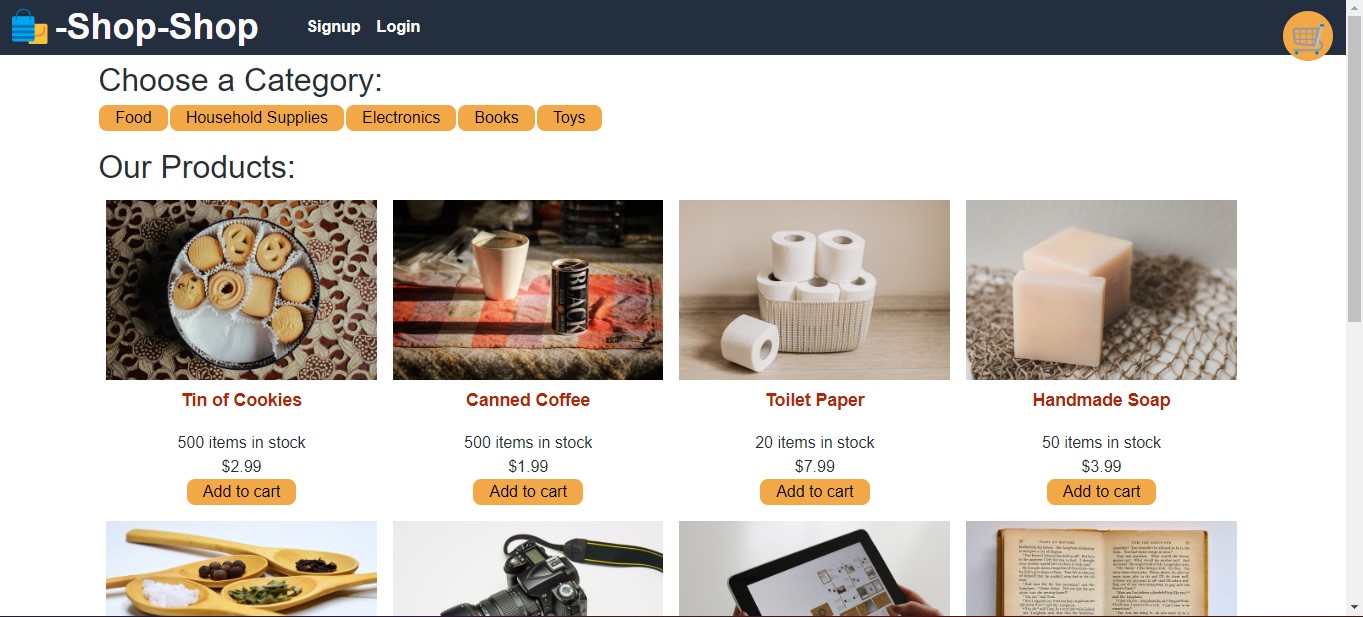 -Shop-Shop
Signup
Login
Choose a Category:
Food
Household Supplies
Electronics
Books
Toys
Our Products:
BLACK
Tin of Cookies
500 items in stock
$2.99
Add to cart
Canned Coffee
500 items in stock
$1.99
Add to cart
Toilet Paper
20 items in stock
$7.99
Add to cart
Handmade Soap
50 items in stock
$3.99
Add to cart